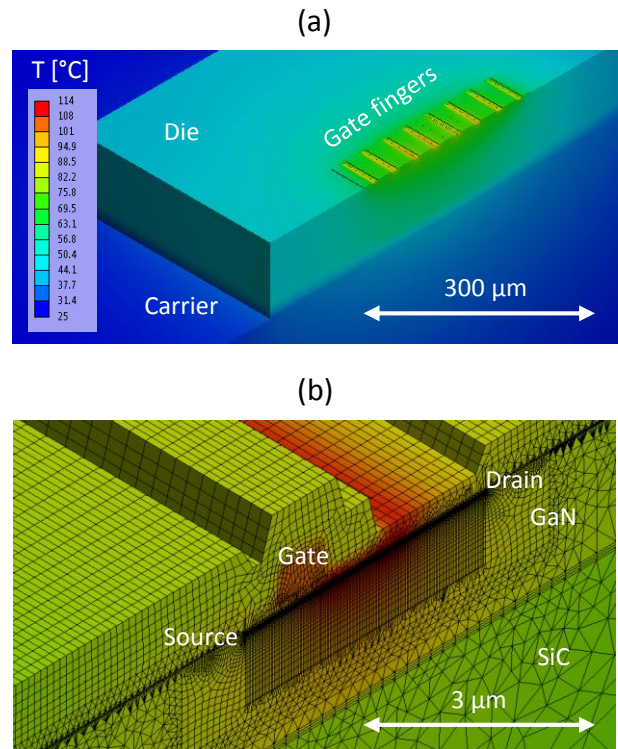 (a)
T [°C]
114
108
101
94.9
88.5
82.2
75.8
69.5
63.1
56.8
50.4
44.1
37.7
31.4
25
Die
Gate fingers
Carrier
300 µm
(b)
Drain
GaN
Gate
Source
SiC
3 µm